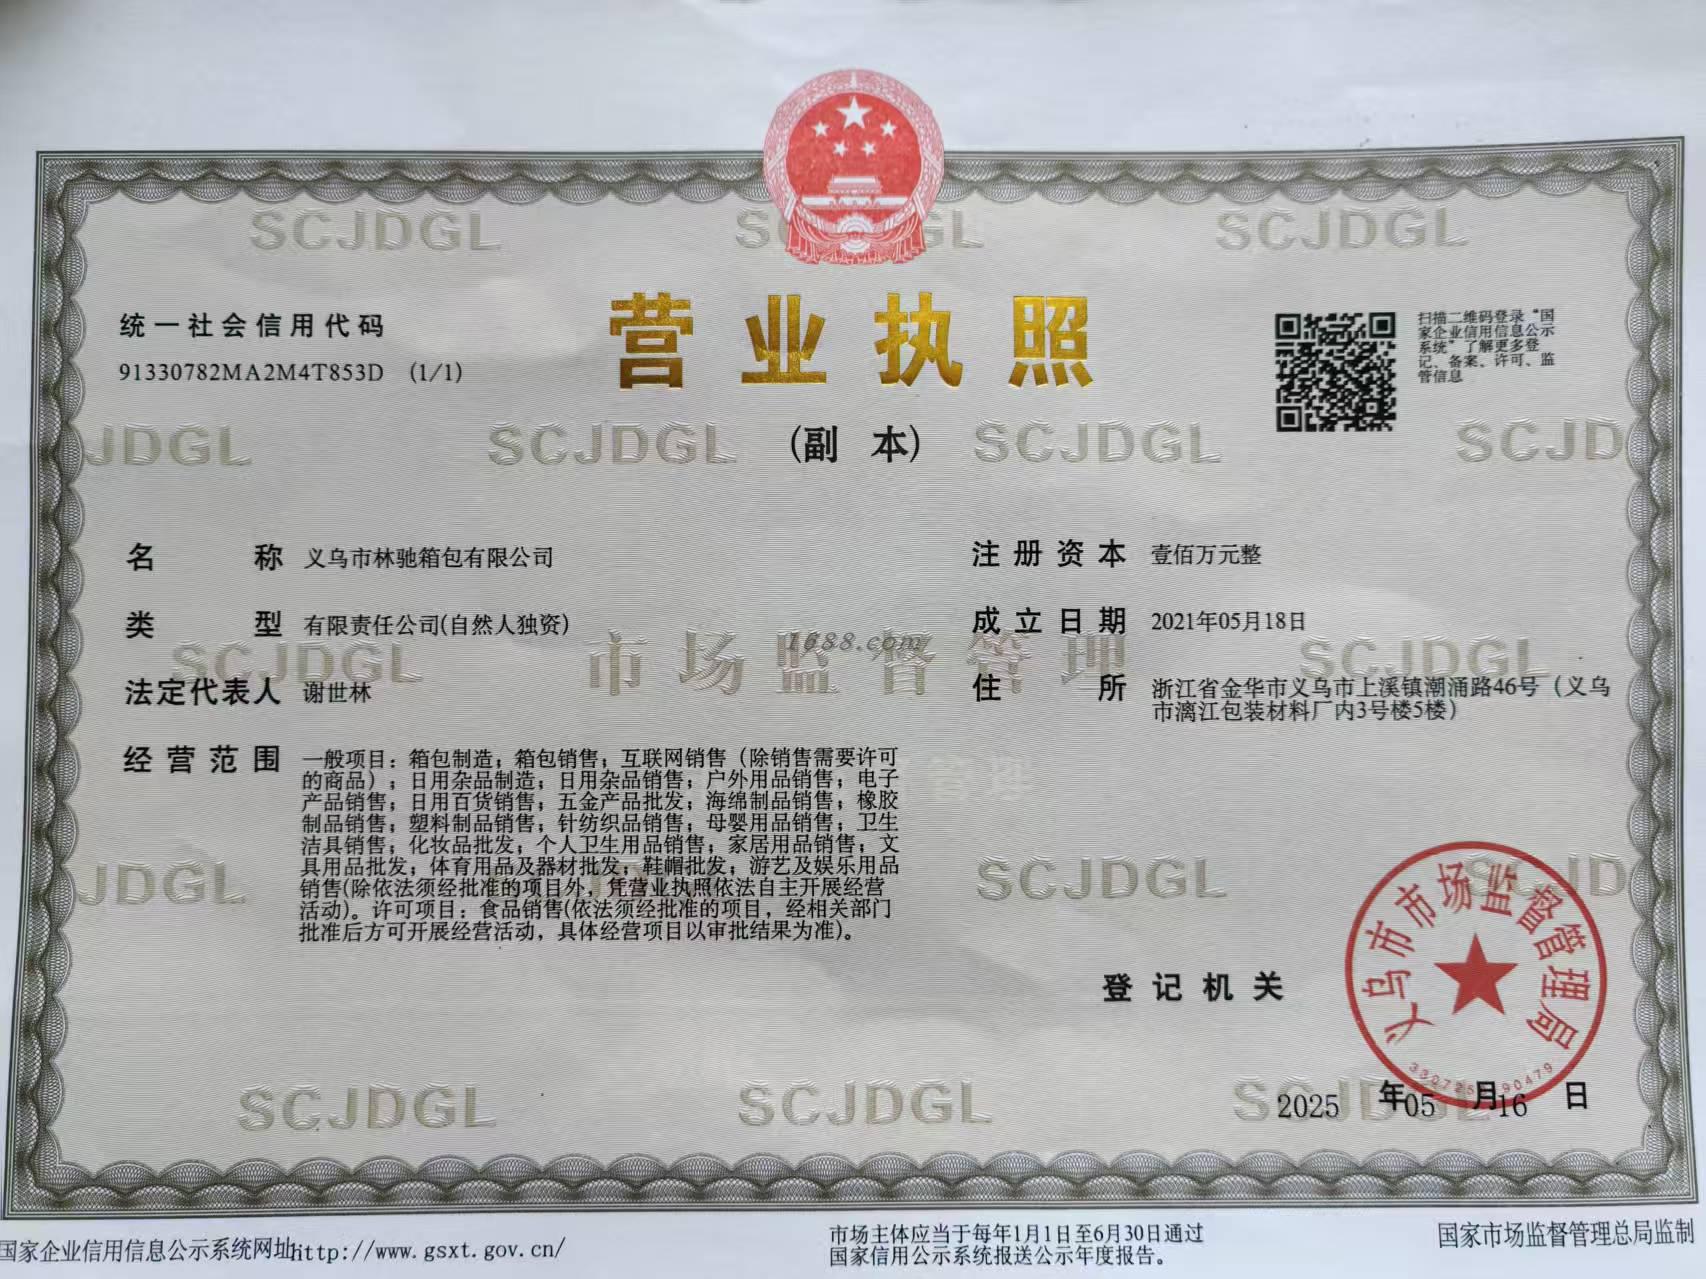 统一社会信用代码
91330782MA2M4T853D (1/1)
营业执照
(副 本)
扫描二维码登录“国
家企业信用信息公示
系统”了解更多登
记、备案、许可、监
管信息
名 称 义乌市林驰箱包有限公司
类 型 有限责任公司(自然人独资)
法定代表人 谢世林
经营范围 一般项目：箱包制造；箱包销售；互联网销售（除销售需要许可
的商品）；日用杂品制造；日用杂品销售；户外用品销售；电子
产品销售；日用百货销售；五金产品批发；海绵制品销售；橡胶
制品销售；塑料制品销售；针纺织品销售；母婴用品销售；卫生
洁具销售；化妆品批发；个人卫生用品销售；家居用品销售；文
具用品批发；体育用品及器材批发；鞋帽批发；游艺及娱乐用品
销售(除依法须经批准的项目外，凭营业执照依法自主开展经营
活动)。许可项目：食品销售(依法须经批准的项目，经相关部门
批准后方可开展经营活动，具体经营项目以审批结果为准)。
注册资本 壹佰万元整
成立日期 2021年05月18日
住 所 浙江省金华市义乌市上溪镇潮涌路46号（义乌
市漓江包装材料厂内3号楼5楼）
SCJDGL
市场监督管理
1688.com
登记机关
义乌市市场监督管理局
2025 年05 月16 日
国家企业信用信息公示系统网址http://www.gsxt.gov.cn/
市场主体应当于每年1月1日至6月30日通过
国家信用公示系统报送公示年度报告。
国家市场监督管理总局监制